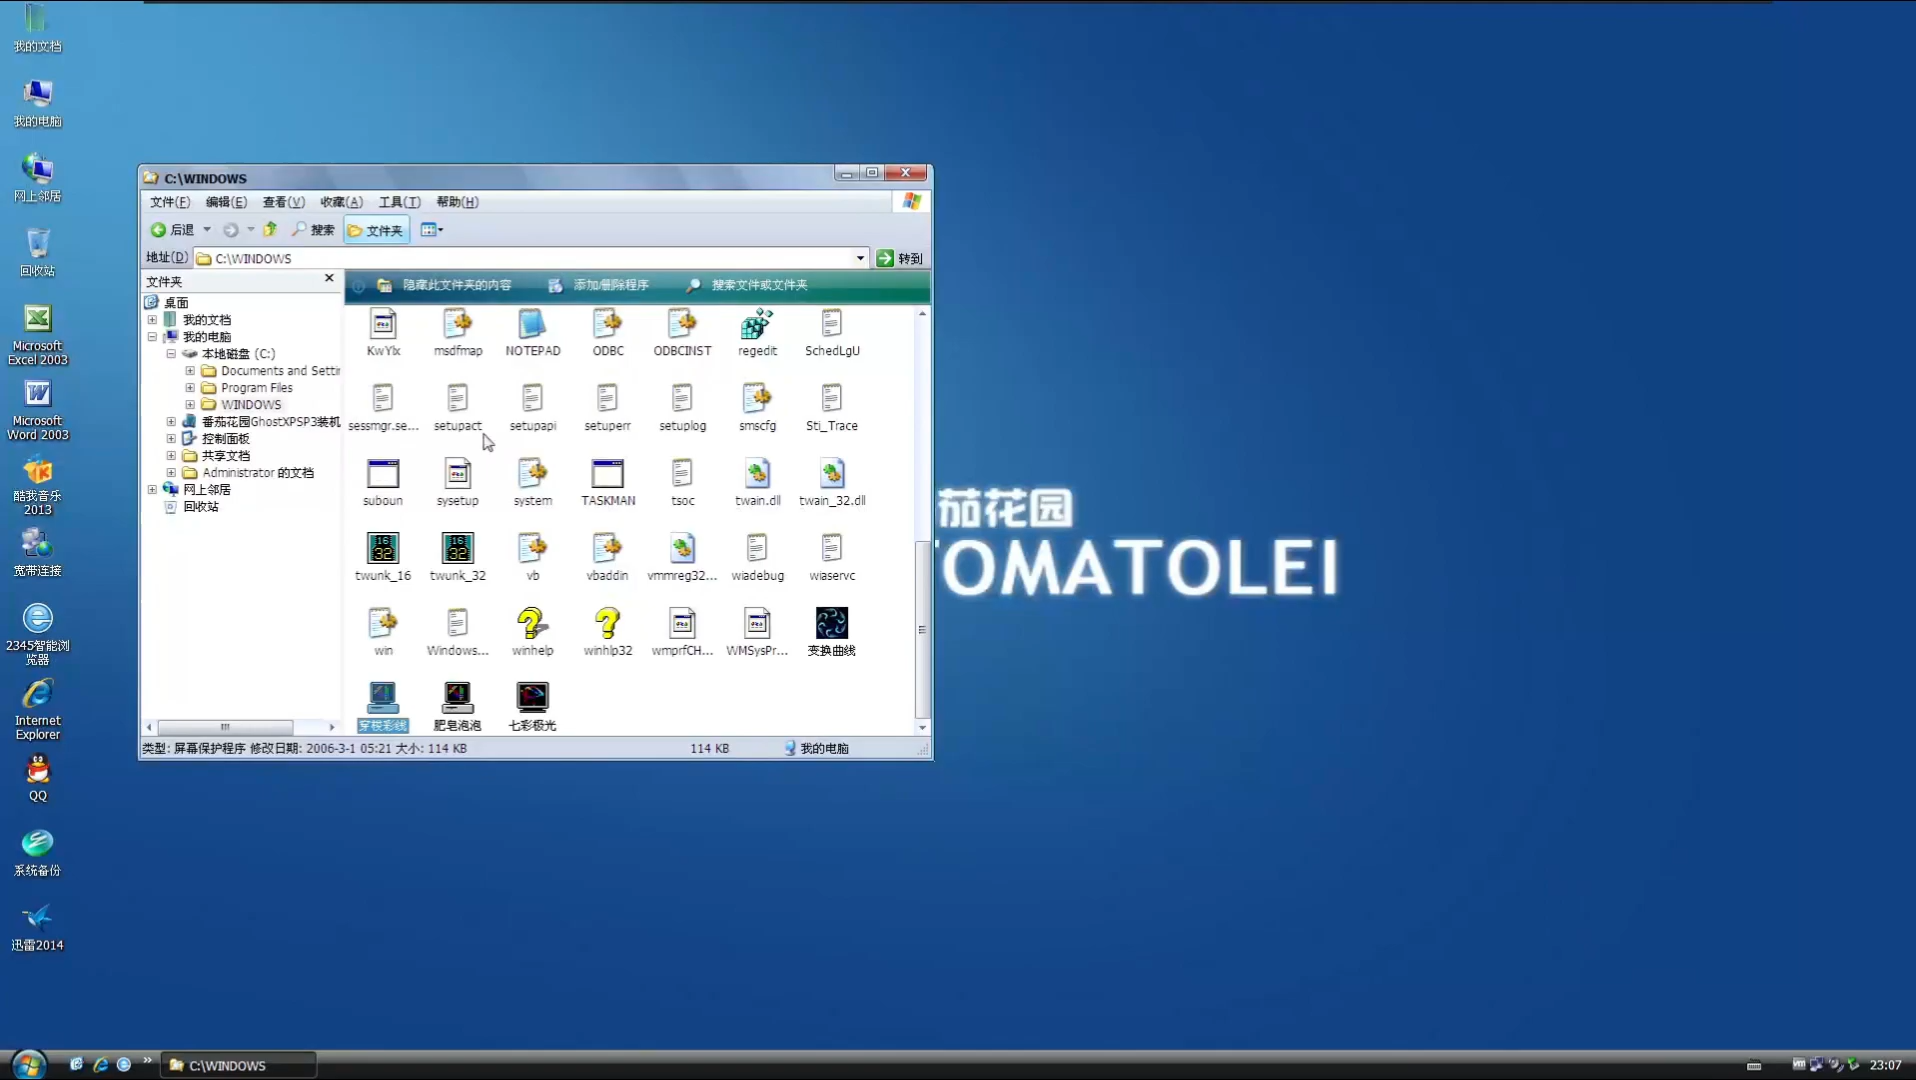 我的文档
我的电脑
网上邻居
回收站
Microsoft
Excel 2003
Microsoft
Word 2003
酷我音乐
2013
宽带连接
2345智能浏
览器
Internet
Explorer
QQ
系统备份
迅雷2014
C:\WINDOWS
文件(F) 编辑(E) 查看(V) 收藏(A) 工具(T) 帮助(H)
后退 搜索 文件夹
地址(D) C:\WINDOWS 转到
文件夹
桌面
我的文档
我的电脑
本地磁盘 (C:)
Documents and Settin
Program Files
WINDOWS
番茄花园GhostXPSP3装机
控制面板
共享文档
Administrator 的文档
网上邻居
回收站
隐藏此文件夹的内容 添加/删除程序 搜索文件或文件夹
KwYlx msdfmap NOTEPAD ODBC ODBCINST regedit SchedLgU
sessmgr.se... setupact setupapi setuperr setuplog smscfg Sti_Trace
suboun sysetup system TASKMAN tsoc twain.dll twain_32.dll
twunk_16 twunk_32 vb vbaddin vmmreg32... wiadebug wiaservc
win Windows... winhelp winhlp32 wmprfCH... WMSysPr... 变换曲线
穿梭彩线 肥皂泡泡 七彩极光
类型: 屏幕保护程序 修改日期: 2006-3-1 05:21 大小: 114 KB 114 KB 我的电脑
茄花园
TOMATOLEI
C:\WINDOWS
23:07